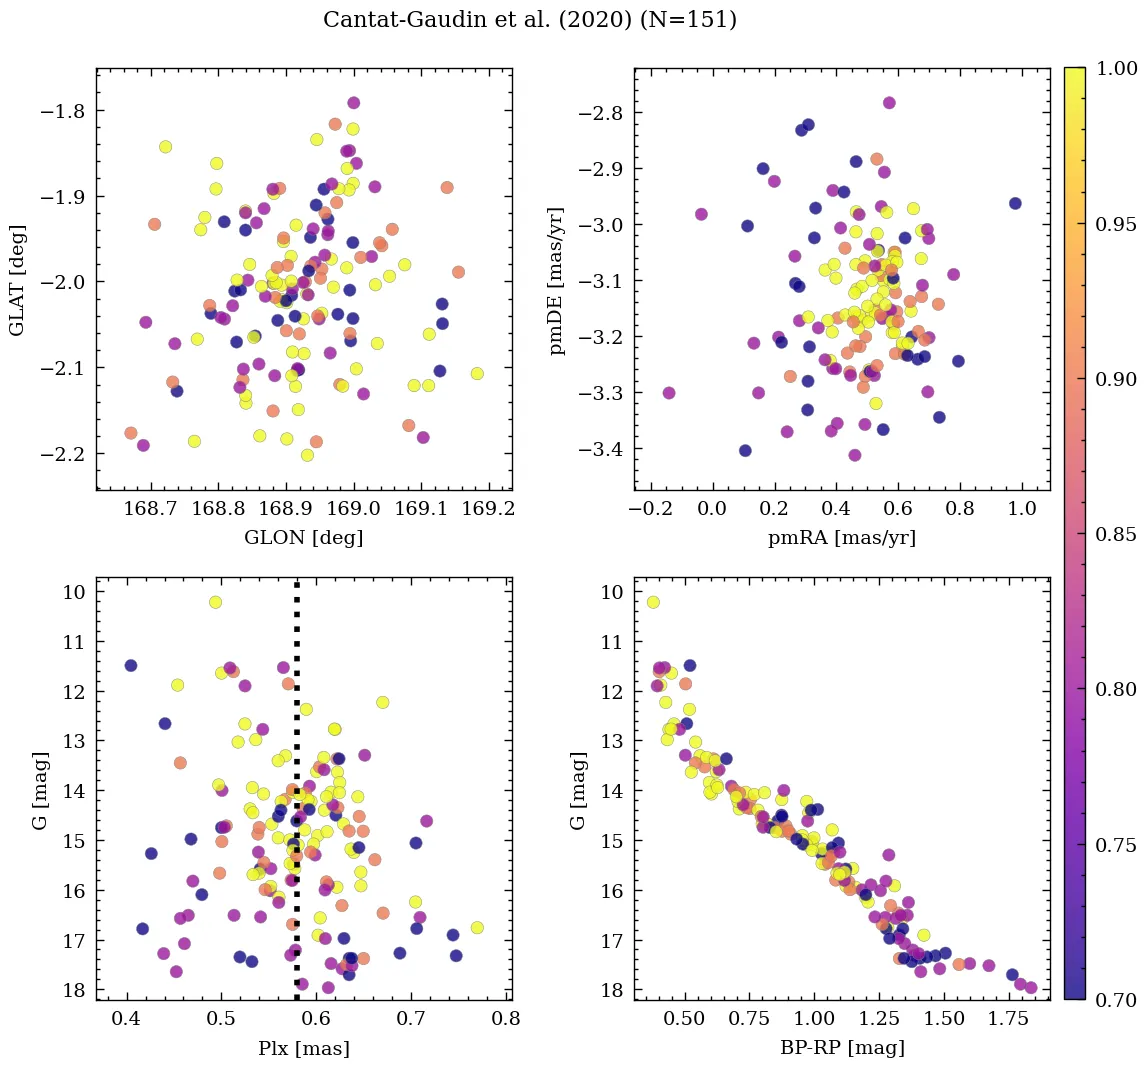 Cantat-Gaudin et al. (2020) (N=151)
−1.8
−1.9
−2.0
−2.1
−2.2
GLAT [deg]
168.7 168.8 168.9 169.0 169.1 169.2
GLON [deg]
−2.8
−2.9
−3.0
−3.1
−3.2
−3.3
−3.4
pmDE [mas/yr]
−0.2 0.0 0.2 0.4 0.6 0.8 1.0
pmRA [mas/yr]
10
11
12
13
14
15
16
17
18
G [mag]
0.4 0.5 0.6 0.7 0.8
Plx [mas]
10
11
12
13
14
15
16
17
18
G [mag]
0.50 0.75 1.00 1.25 1.50 1.75
BP-RP [mag]
1.00
0.95
0.90
0.85
0.80
0.75
0.70